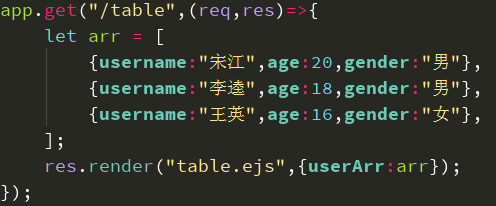 app.get("/table",(req,res)=>{
let arr = [
{username:"宋江",age:20,gender:"男"},
{username:"李逵",age:18,gender:"男"},
{username:"王英",age:16,gender:"女"},
];
res.render("table.ejs",{userArr:arr});
});